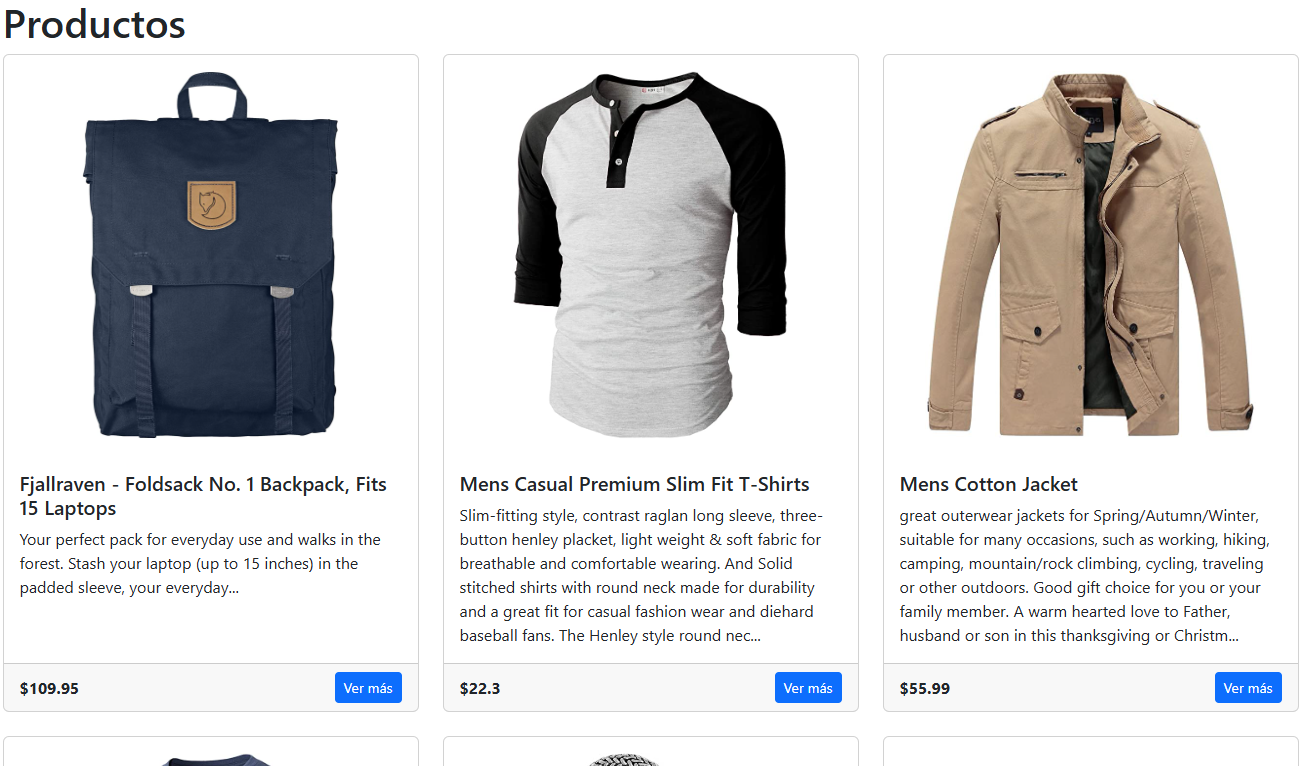 Productos
Fjallraven - Foldsack No. 1 Backpack, Fits
15 Laptops
Your perfect pack for everyday use and walks in the
forest. Stash your laptop (up to 15 inches) in the
padded sleeve, your everyday...
$109.95
Ver más
Mens Casual Premium Slim Fit T-Shirts
Slim-fitting style, contrast raglan long sleeve, three-
button henley placket, light weight & soft fabric for
breathable and comfortable wearing. And Solid
stitched shirts with round neck made for durability
and a great fit for casual fashion wear and diehard
baseball fans. The Henley style round nec...
$22.3
Ver más
Mens Cotton Jacket
great outerwear jackets for Spring/Autumn/Winter,
suitable for many occasions, such as working, hiking,
camping, mountain/rock climbing, cycling, traveling
or other outdoors. Good gift choice for you or your
family member. A warm hearted love to Father,
husband or son in this thanksgiving or Christm...
$55.99
Ver más